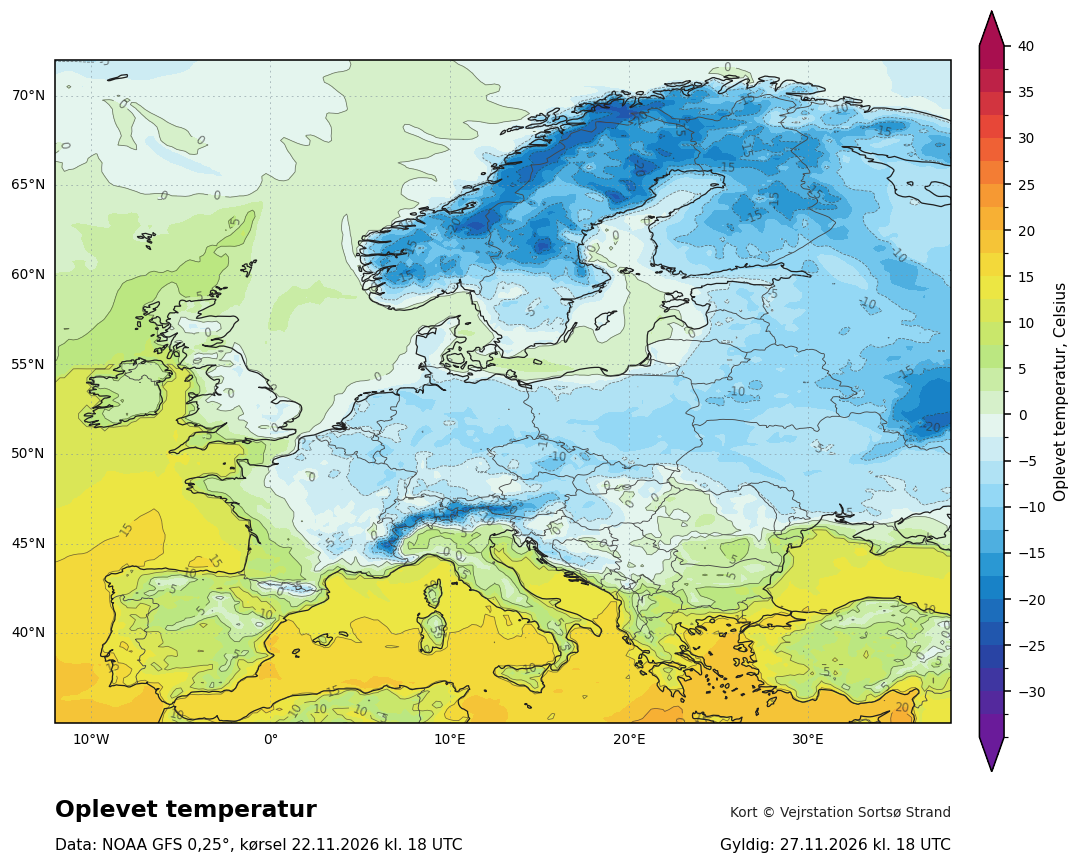 40
35
30
25
20
15
10
5
0
−5
−10
−15
−20
−25
−30
Oplevet temperatur, Celsius
70°N
65°N
60°N
55°N
50°N
45°N
40°N
10°W 0° 10°E 20°E 30°E
Oplevet temperatur
Kort © Vejrstation Sortsø Strand
Data: NOAA GFS 0,25°, kørsel 22.11.2026 kl. 18 UTC
Gyldig: 27.11.2026 kl. 18 UTC